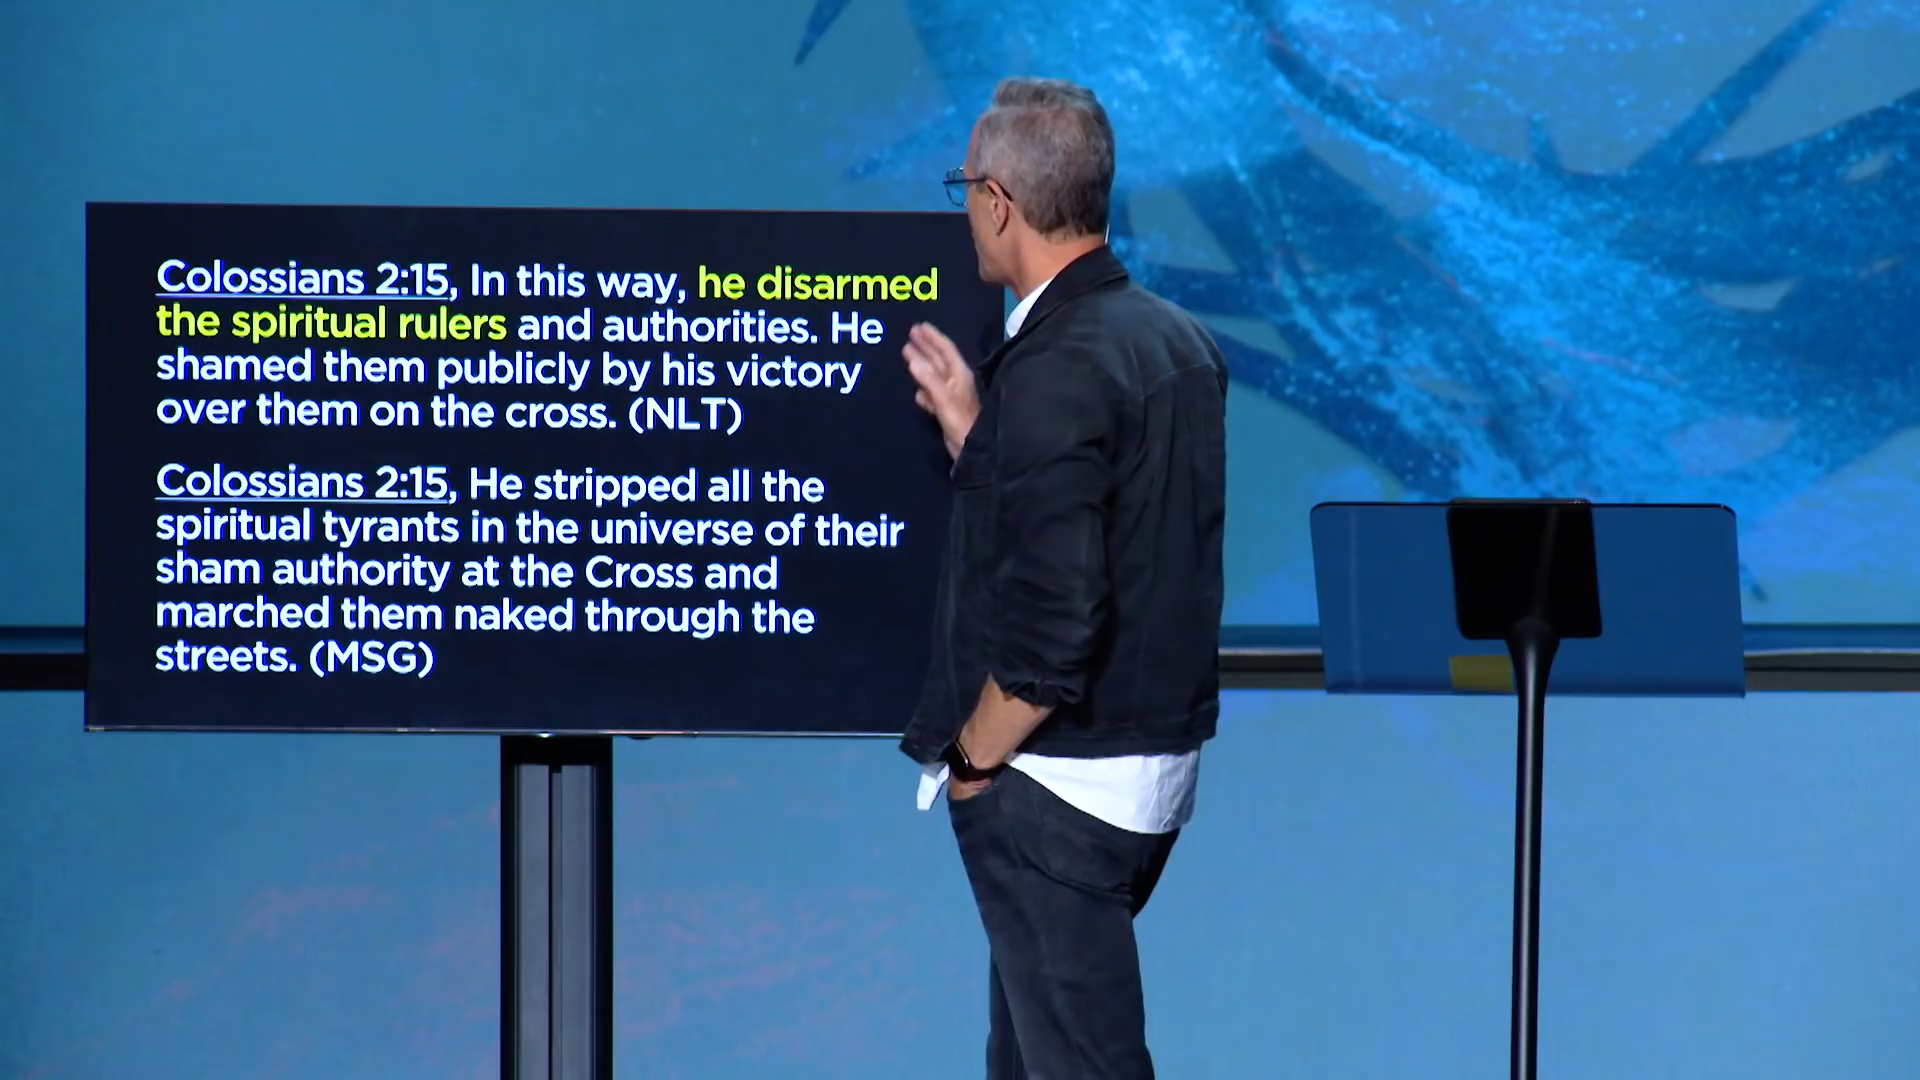 Colossians 2:15, In this way, he disarmed
the spiritual rulers and authorities. He
shamed them publicly by his victory
over them on the cross. (NLT)
Colossians 2:15, He stripped all the
spiritual tyrants in the universe of their
sham authority at the Cross and
marched them naked through the
streets. (MSG)